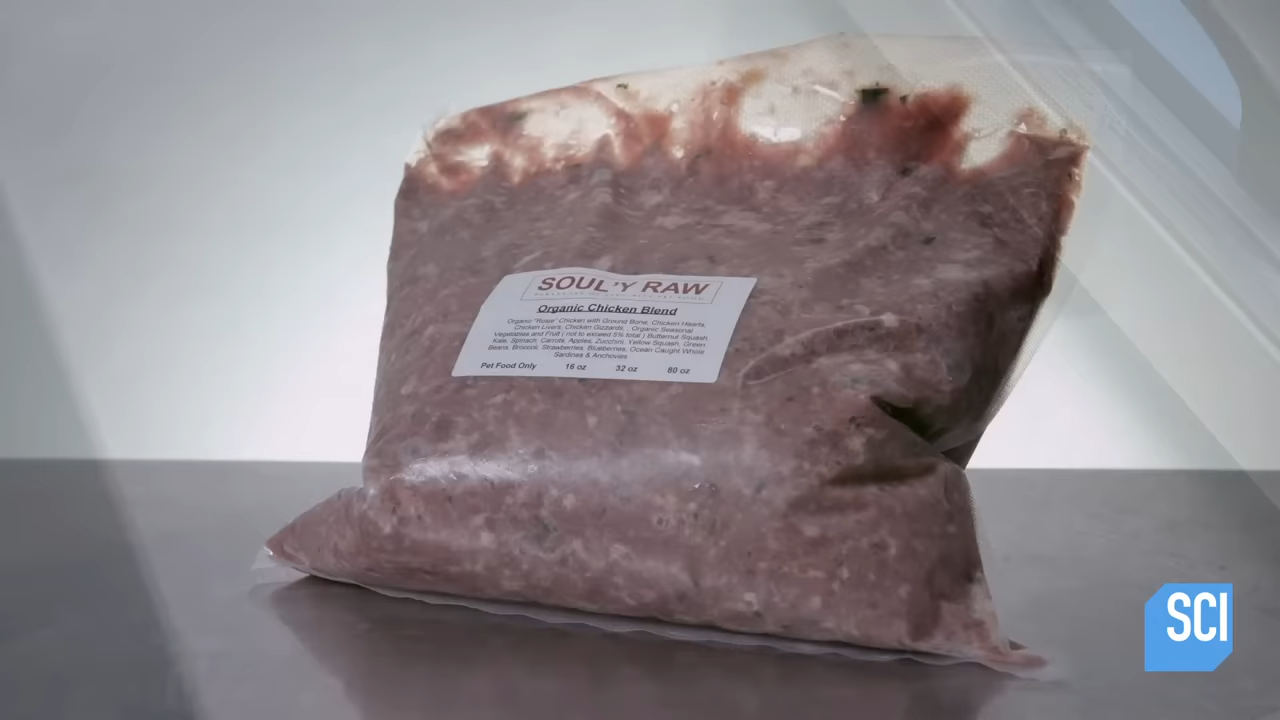 SOUL'Y RAW
Organic Chicken Blend
Organic "Rosie" Chicken with Ground Bone, Chicken Hearts,
Chicken Livers, Chicken Gizzards, Organic Seasonal
Vegetables and Fruit ( not to exceed 5% total ) Butternut Squash,
Kale, Spinach, Carrots, Apples, Zucchini, Yellow Squash, Green
Beans, Broccoli, Strawberries, Blueberries, Ocean Caught Whole
Sardines & Anchovies
Pet Food Only 16 oz 32 oz 80 oz
SCI